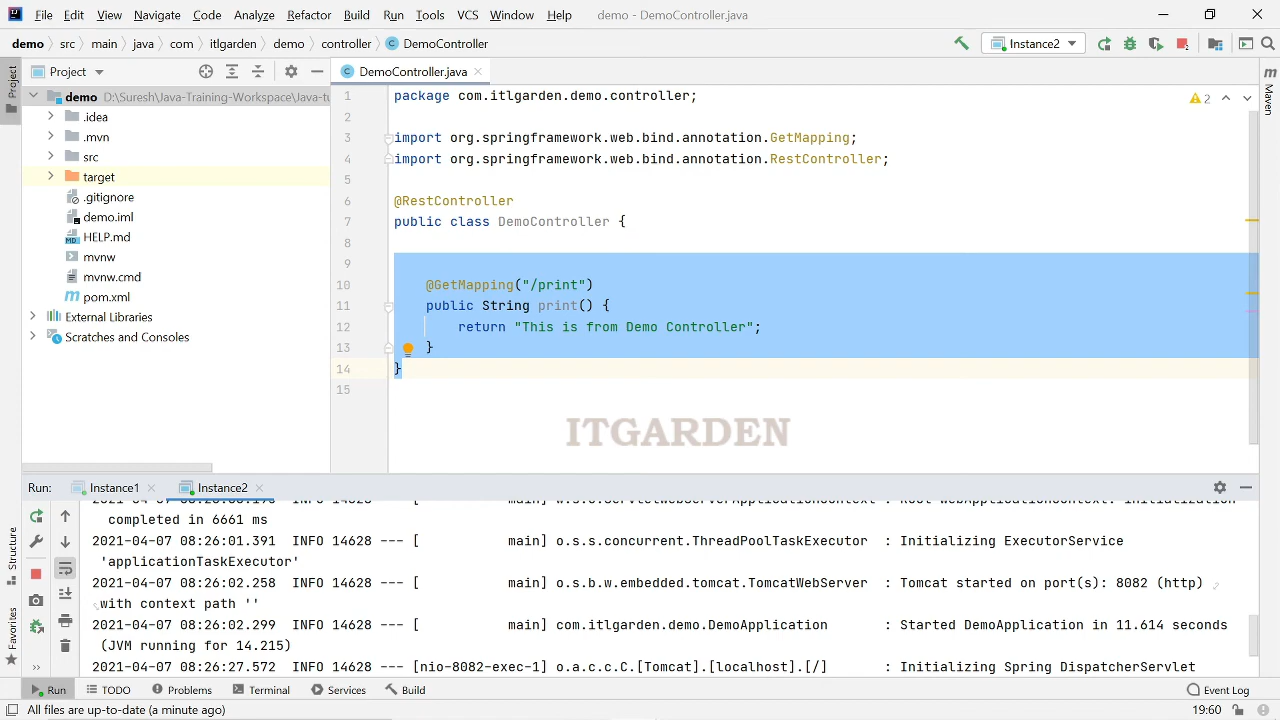 File Edit View Navigate Code Analyze Refactor Build Run Tools VCS Window Help demo - DemoController.java
demo src main java com itlgarden demo controller DemoController Instance2
Project DemoController.java
Project
Maven
demo D:\Suresh\Java-Training-Workspace\Java-tu
.idea
.mvn
src
target
.gitignore
demo.iml
HELP.md
mvnw
mvnw.cmd
pom.xml
External Libraries
Scratches and Consoles
2
1 package com.itlgarden.demo.controller;
2
3 import org.springframework.web.bind.annotation.GetMapping;
4 import org.springframework.web.bind.annotation.RestController;
5
6 @RestController
7 public class DemoController {
8
9
10 @GetMapping("/print")
11 public String print() {
12 return "This is from Demo Controller";
13 }
14 }
15
ITGARDEN
Run: Instance1 Instance2
completed in 6661 ms
2021-04-07 08:26:01.391 INFO 14628 --- [ main] o.s.s.concurrent.ThreadPoolTaskExecutor : Initializing ExecutorService
'applicationTaskExecutor'
2021-04-07 08:26:02.258 INFO 14628 --- [ main] o.s.b.w.embedded.tomcat.TomcatWebServer : Tomcat started on port(s): 8082 (http)
with context path ''
2021-04-07 08:26:02.299 INFO 14628 --- [ main] com.itlgarden.demo.DemoApplication : Started DemoApplication in 11.614 seconds
(JVM running for 14.215)
2021-04-07 08:26:27.572 INFO 14628 --- [nio-8082-exec-1] o.a.c.c.C.[Tomcat].[localhost].[/] : Initializing Spring DispatcherServlet
Structure
Favorites
Run TODO Problems Terminal Services Build Event Log
All files are up-to-date (a minute ago) 19:60